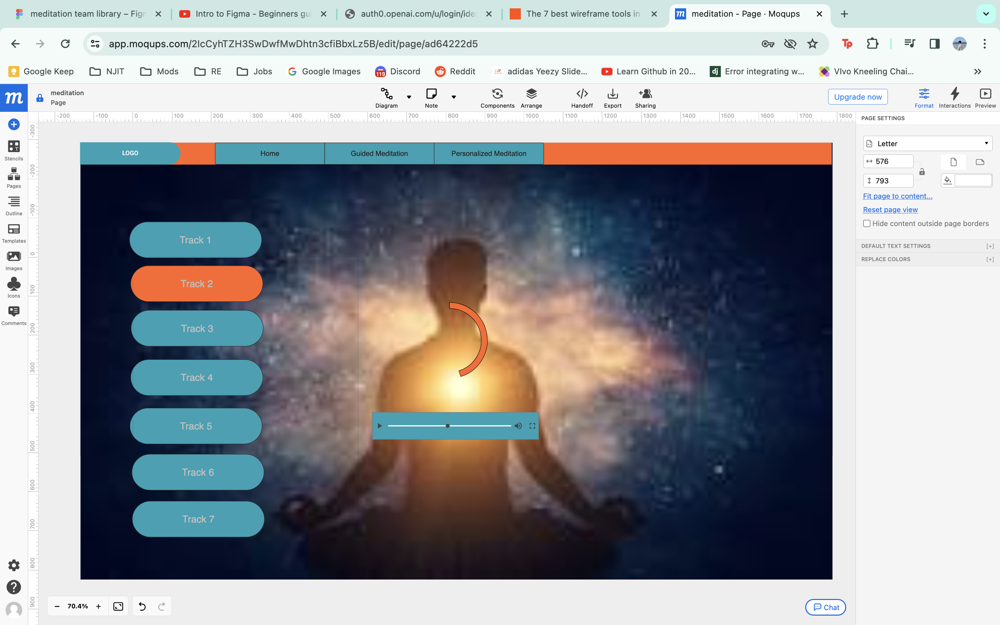 meditation team library – Fign
Intro to Figma - Beginners gui
auth0.openai.com/u/login/ider
The 7 best wireframe tools in
meditation - Page · Moqups
app.moqups.com/2IcCyhTZH3SwDwfMwDhtn3cfiBbxLz5B/edit/page/ad64222d5
Tp
Google Keep
NJIT
Mods
RE
Jobs
Google Images
119
Discord
Reddit
adidas Yeezy Slide...
Learn Github in 20...
dj
Error integrating w...
VIvo Kneeling Chai...
m
meditation
Page
Diagram
Note
Components
Arrange
Handoff
Export
Sharing
Upgrade now
Format
Interactions
Preview
-200 -100 0 100 200 300 400 500 600 700 800 900 1000 1100 1200 1300 1400 1500 1600 1700 1800
-300
-200
-100
0
100
200
300
400
500
600
700
800
900
Stencils
Pages
Outline
Templates
Images
Icons
Comments
LOGO
Home
Guided Meditation
Personalized Meditation
Track 1
Track 2
Track 3
Track 4
Track 5
Track 6
Track 7
PAGE SETTINGS
Letter
576
793
Fit page to content...
Reset page view
Hide content outside page borders
DEFAULT TEXT SETTINGS [+]
REPLACE COLORS [+]
− 70.4% +
Chat